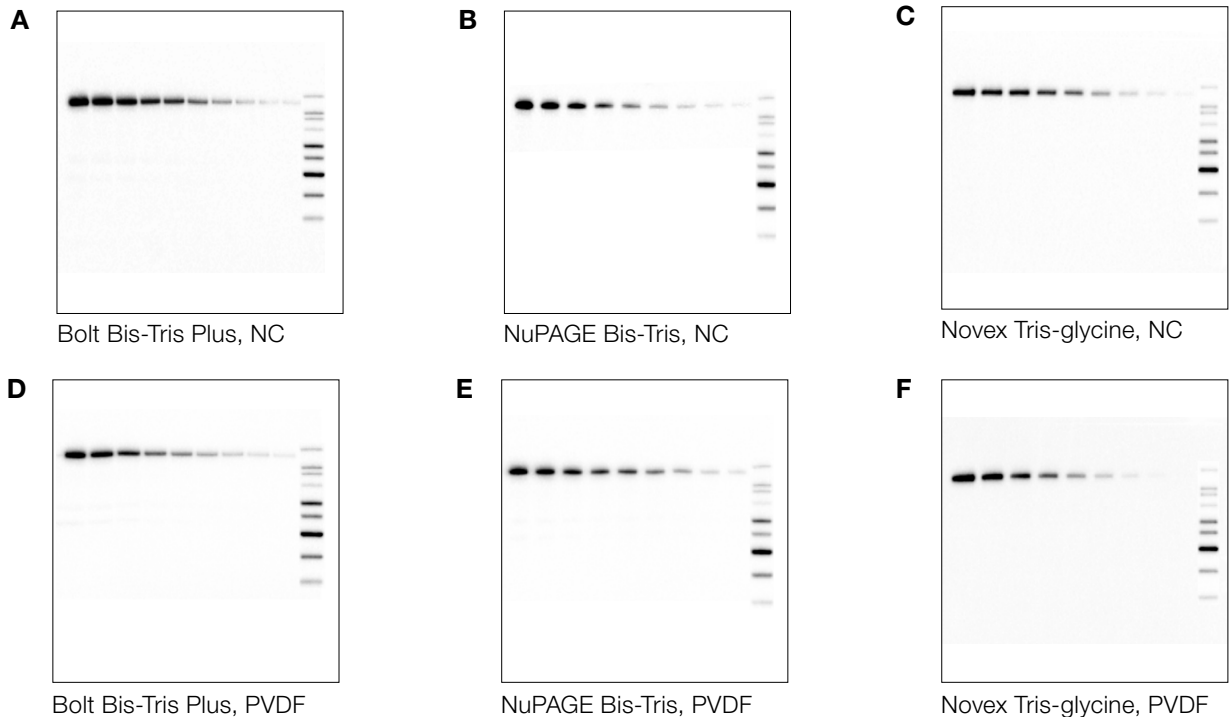 A
B
C
Bolt Bis-Tris Plus, NC
NuPAGE Bis-Tris, NC
Novex Tris-glycine, NC
D
E
F
Bolt Bis-Tris Plus, PVDF
NuPAGE Bis-Tris, PVDF
Novex Tris-glycine, PVDF